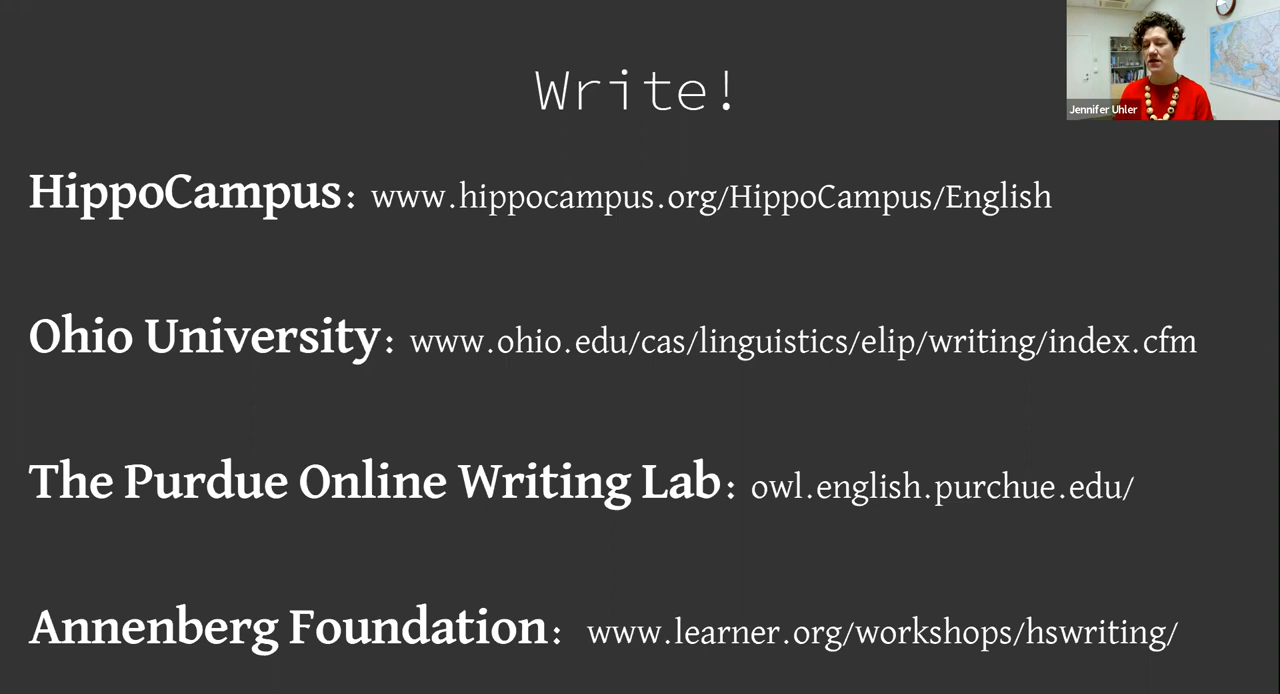 Write!
Jennifer Uhler
HippoCampus: www.hippocampus.org/HippoCampus/English
Ohio University: www.ohio.edu/cas/linguistics/elip/writing/index.cfm
The Purdue Online Writing Lab: owl.english.purchue.edu/
Annenberg Foundation: www.learner.org/workshops/hswriting/